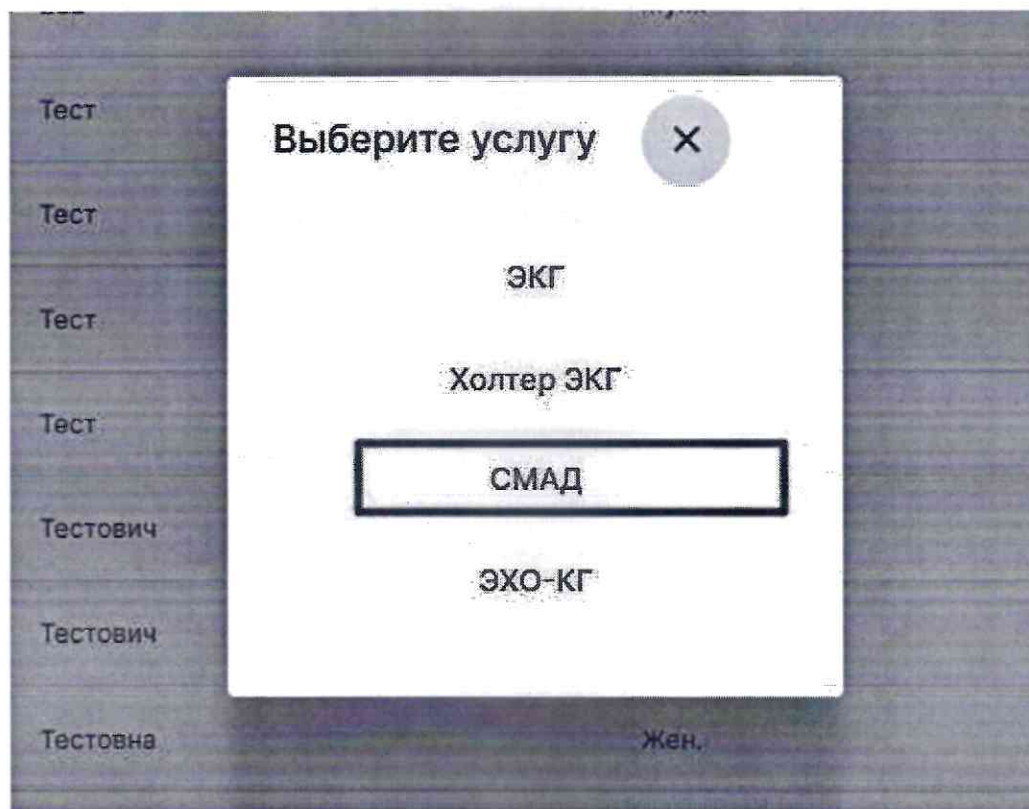 Тест
Выберите услугу
Тест
ЭКГ
Тест
Холтер ЭКГ
Тест
СМАД
Тестович
ЭХО-КГ
Тестович
Тестовна Жен.